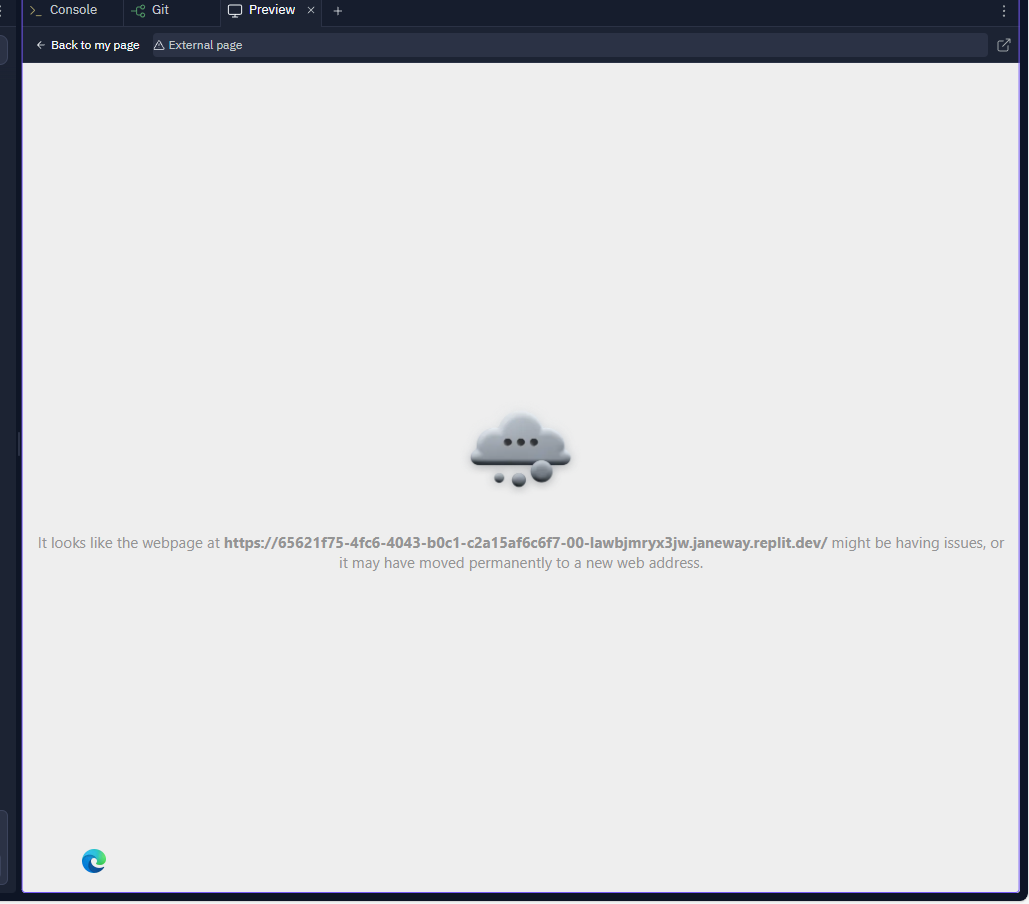 Console
Git
Preview
Back to my page
External page
It looks like the webpage at https://65621f75-4fc6-4043-b0c1-c2a15af6c6f7-00-lawbjmryx3jw.janeway.replit.dev/ might be having issues, or
it may have moved permanently to a new web address.